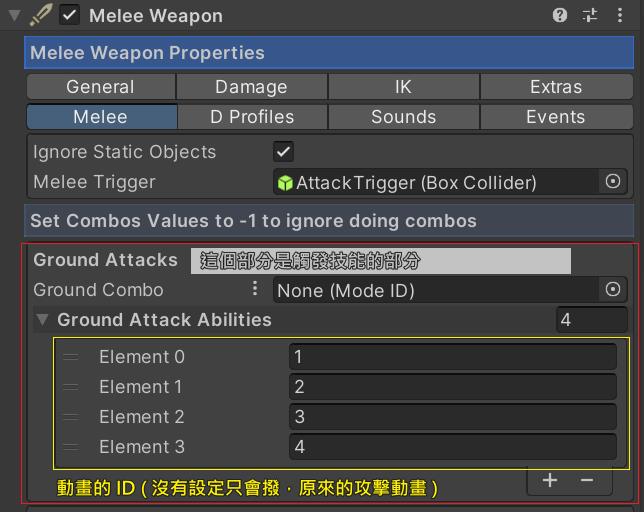 Melee Weapon
Melee Weapon Properties
General Damage IK Extras
Melee D Profiles Sounds Events
Ignore Static Objects
Melee Trigger AttackTrigger (Box Collider)
Set Combos Values to -1 to ignore doing combos
Ground Attacks 這個部分是觸發技能的部分
Ground Combo None (Mode ID)
Ground Attack Abilities 4
Element 0 1
Element 1 2
Element 2 3
Element 3 4
動畫的 ID ( 沒有設定只會撥，原來的攻擊動畫 )